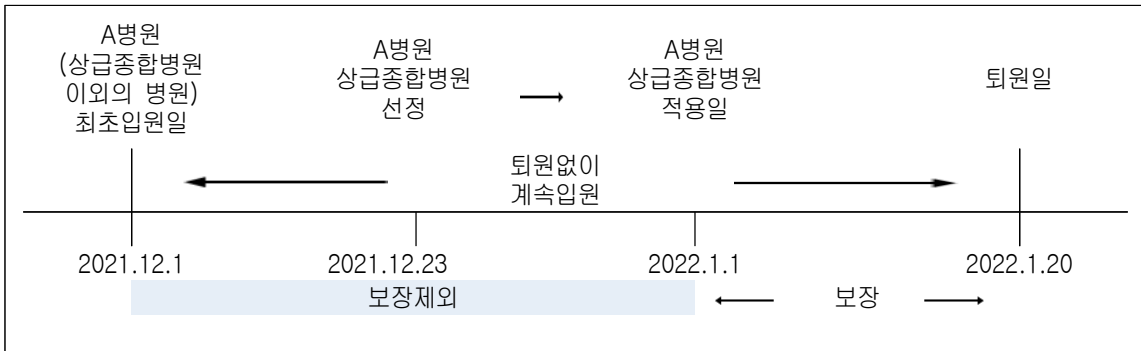 A병원
(상급종합병원
이외의 병원)
최초입원일
A병원
상급종합병원
선정
→
A병원
상급종합병원
적용일
퇴원일
퇴원없이
계속입원
2021.12.1
2021.12.23
2022.1.1
2022.1.20
보장제외
보장